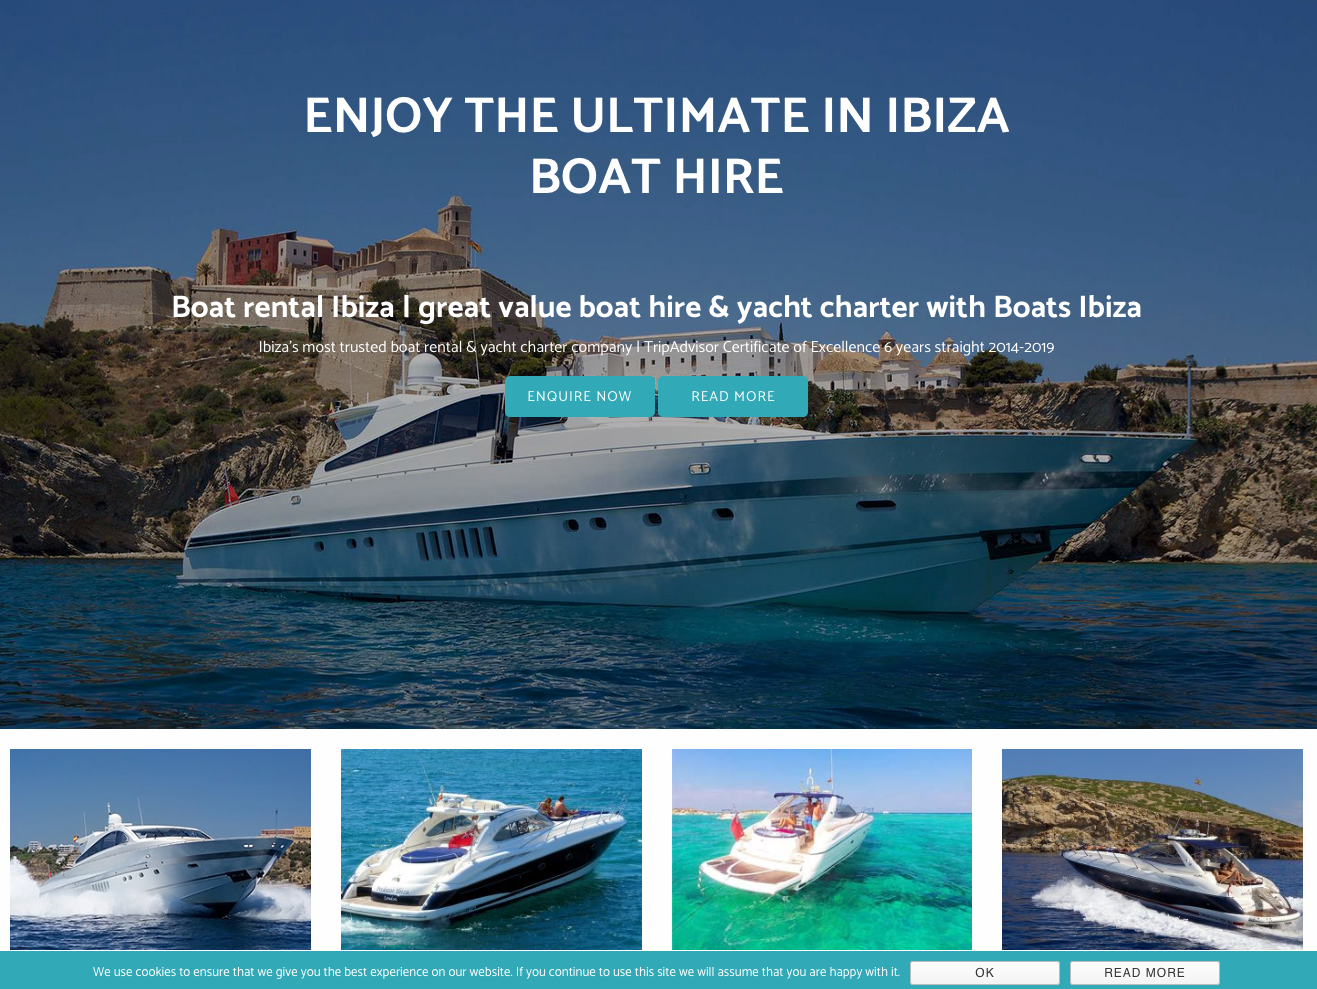 ENJOY THE ULTIMATE IN IBIZA
BOAT HIRE
Boat rental Ibiza | great value boat hire & yacht charter with Boats Ibiza
Ibiza's most trusted boat rental & yacht charter company | TripAdvisor Certificate of Excellence 6 years straight 2014-2019
ENQUIRE NOW
READ MORE
We use cookies to ensure that we give you the best experience on our website. If you continue to use this site we will assume that you are happy with it.
OK
READ MORE